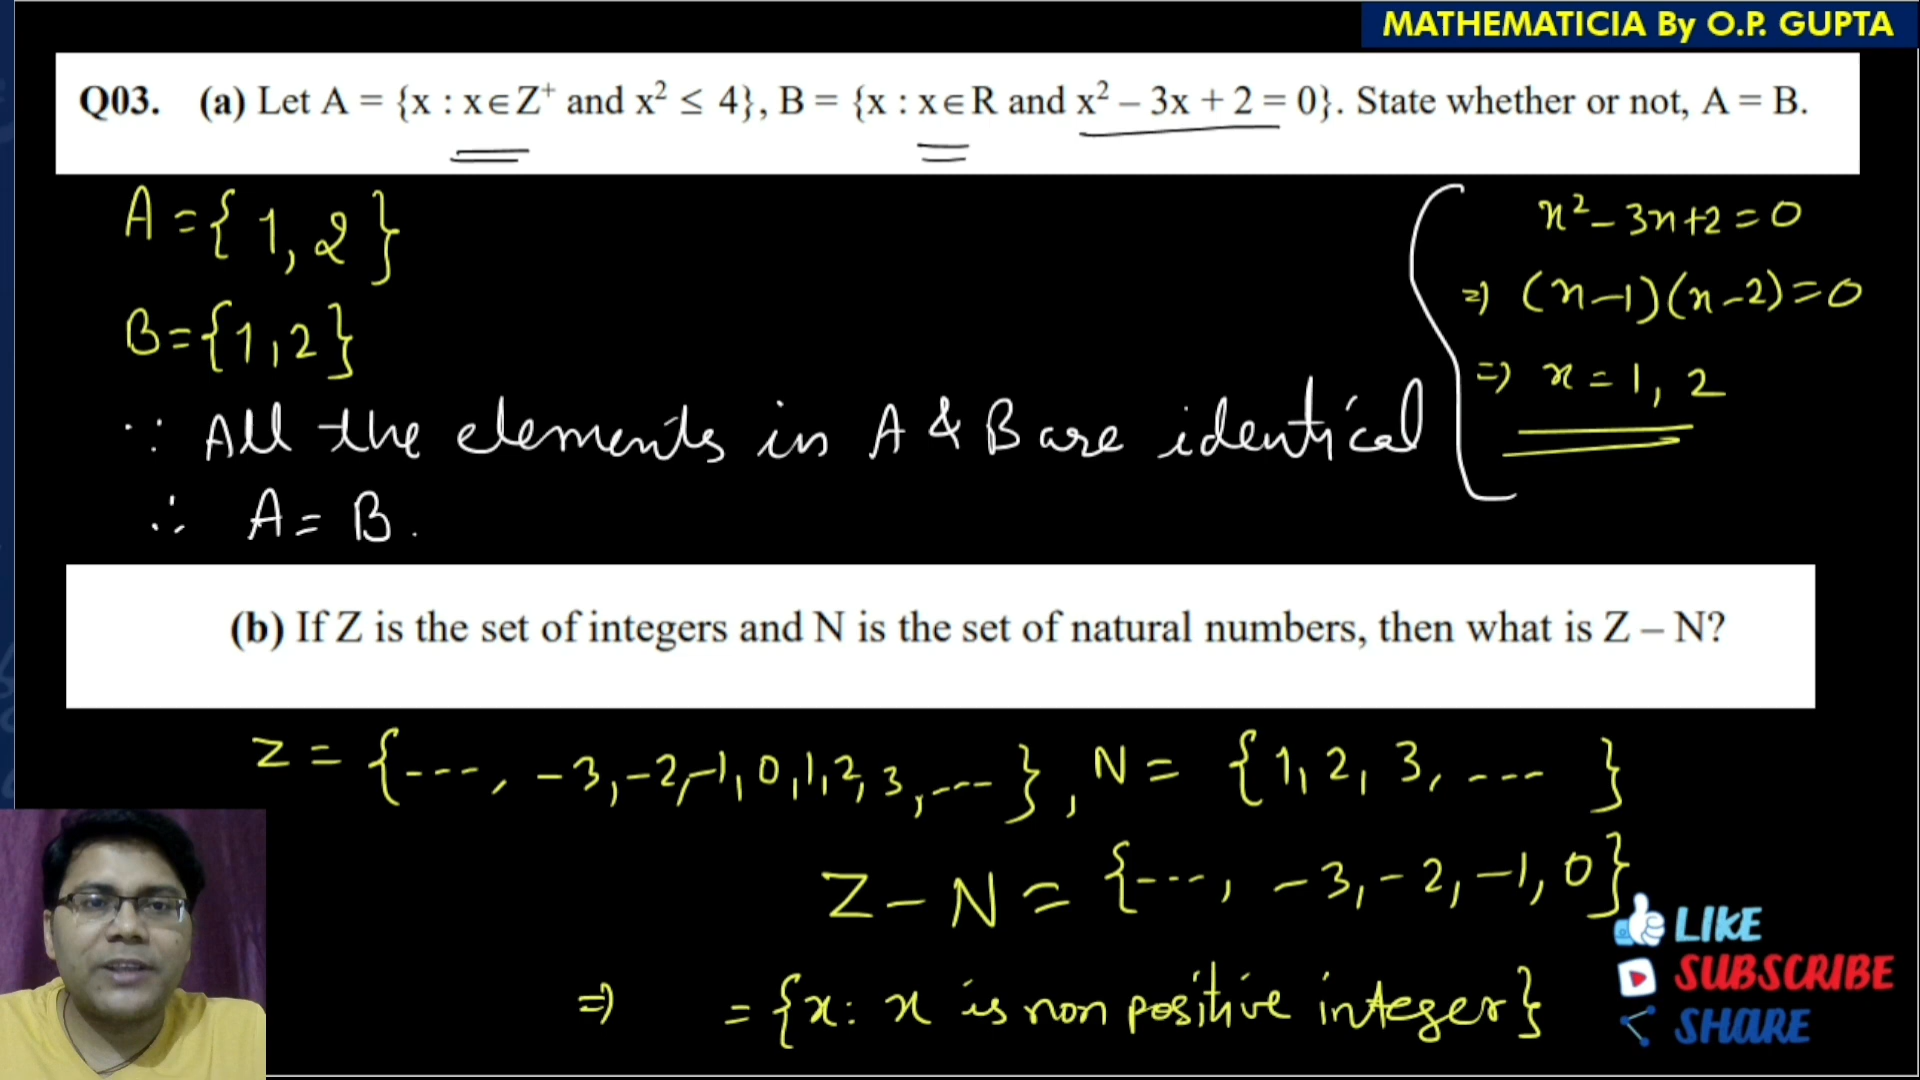 MATHEMATICIA By O.P. GUPTA
Q03. (a) Let A = {x : x∈Z⁺ and x² ≤ 4}, B = {x : x∈R and x² – 3x + 2 = 0}. State whether or not, A = B.
A = {1, 2}
B = {1, 2}
∵ All the elements in A & B are identical
∴ A = B.
x² – 3x + 2 = 0
⇒ (x – 1)(x – 2) = 0
⇒ x = 1, 2
(b) If Z is the set of integers and N is the set of natural numbers, then what is Z – N?
Z = {---, –3, –2, –1, 0, 1, 2, 3, ---}, N = {1, 2, 3, --- }
Z – N = {---, –3, –2, –1, 0}
⇒ = {x : x is non positive integer}
LIKE
SUBSCRIBE
SHARE